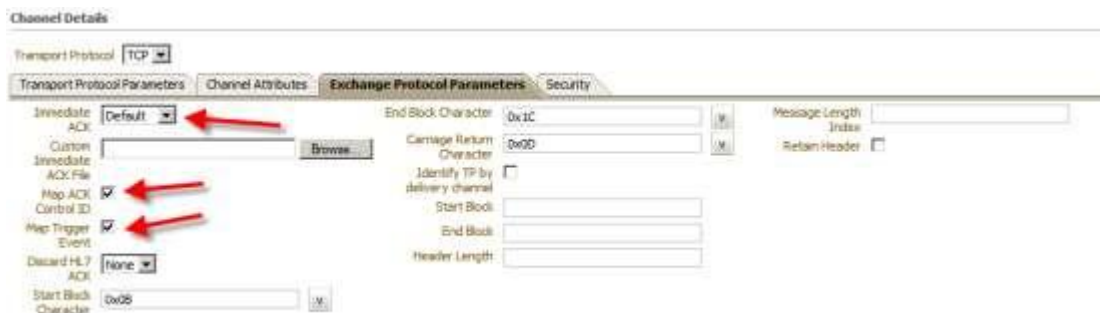 Channel Details
Transport Protocol TCP
Transport Protocol Parameters Channel Attributes Exchange Protocol Parameters Security
Immediate ACK Default
Custom Immediate ACK File Browse...
Map ACK Control ID
Map Trigger Event
Discard HL7 ACK None
Start Block Character 0x0B
End Block Character 0x1C
Carriage Return Character 0x0D
Identify TP by delivery channel
Start Block
End Block
Header Length
Message Length Index
Retain Header